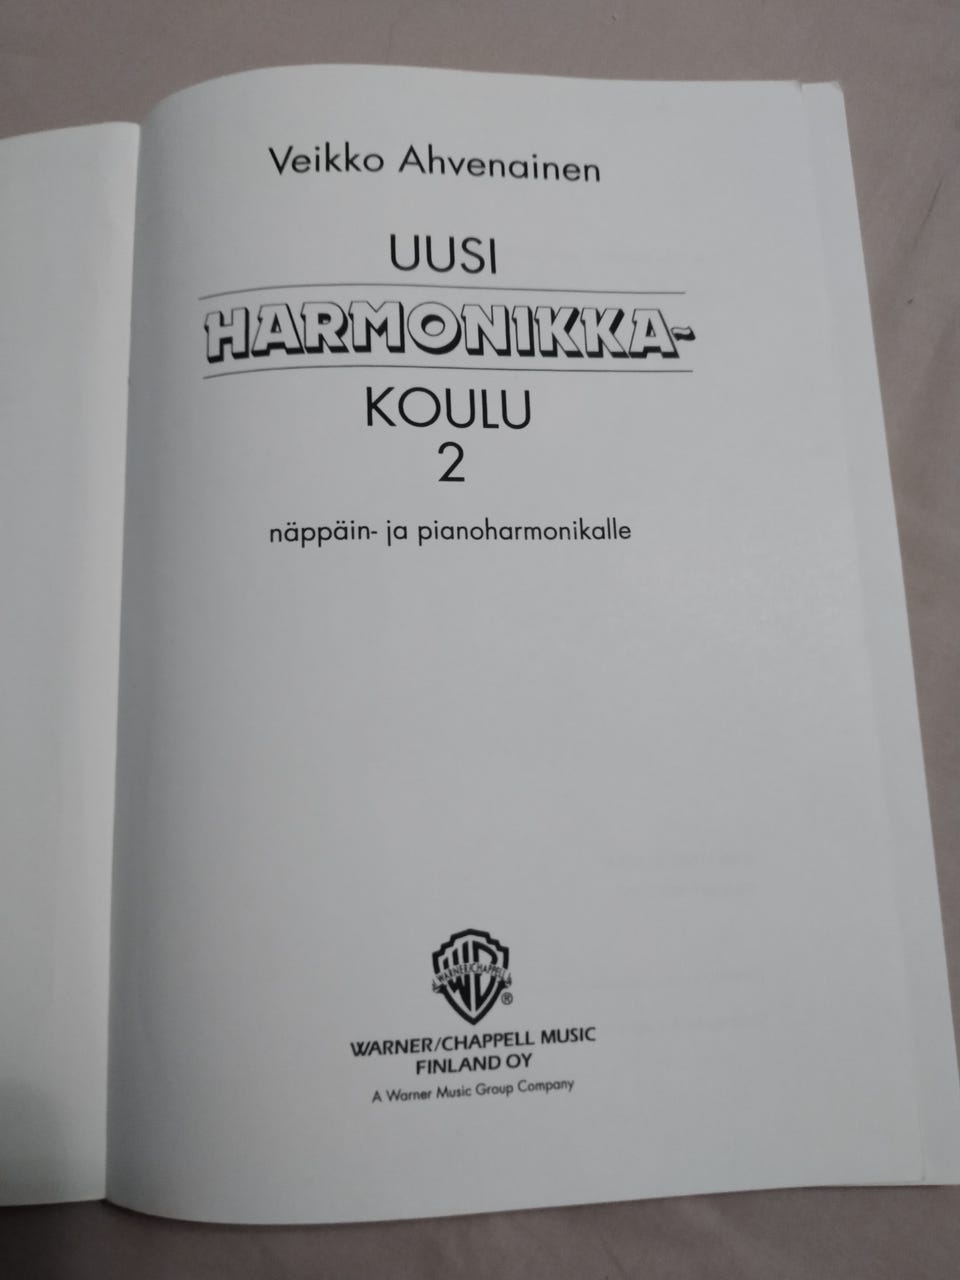 Veikko Ahvenainen
UUSI
HARMONIKKA-
KOULU
2
näppäin- ja pianoharmonikalle
WARNER/CHAPPELL
®
WARNER/CHAPPELL MUSIC
FINLAND OY
A Warner Music Group Company